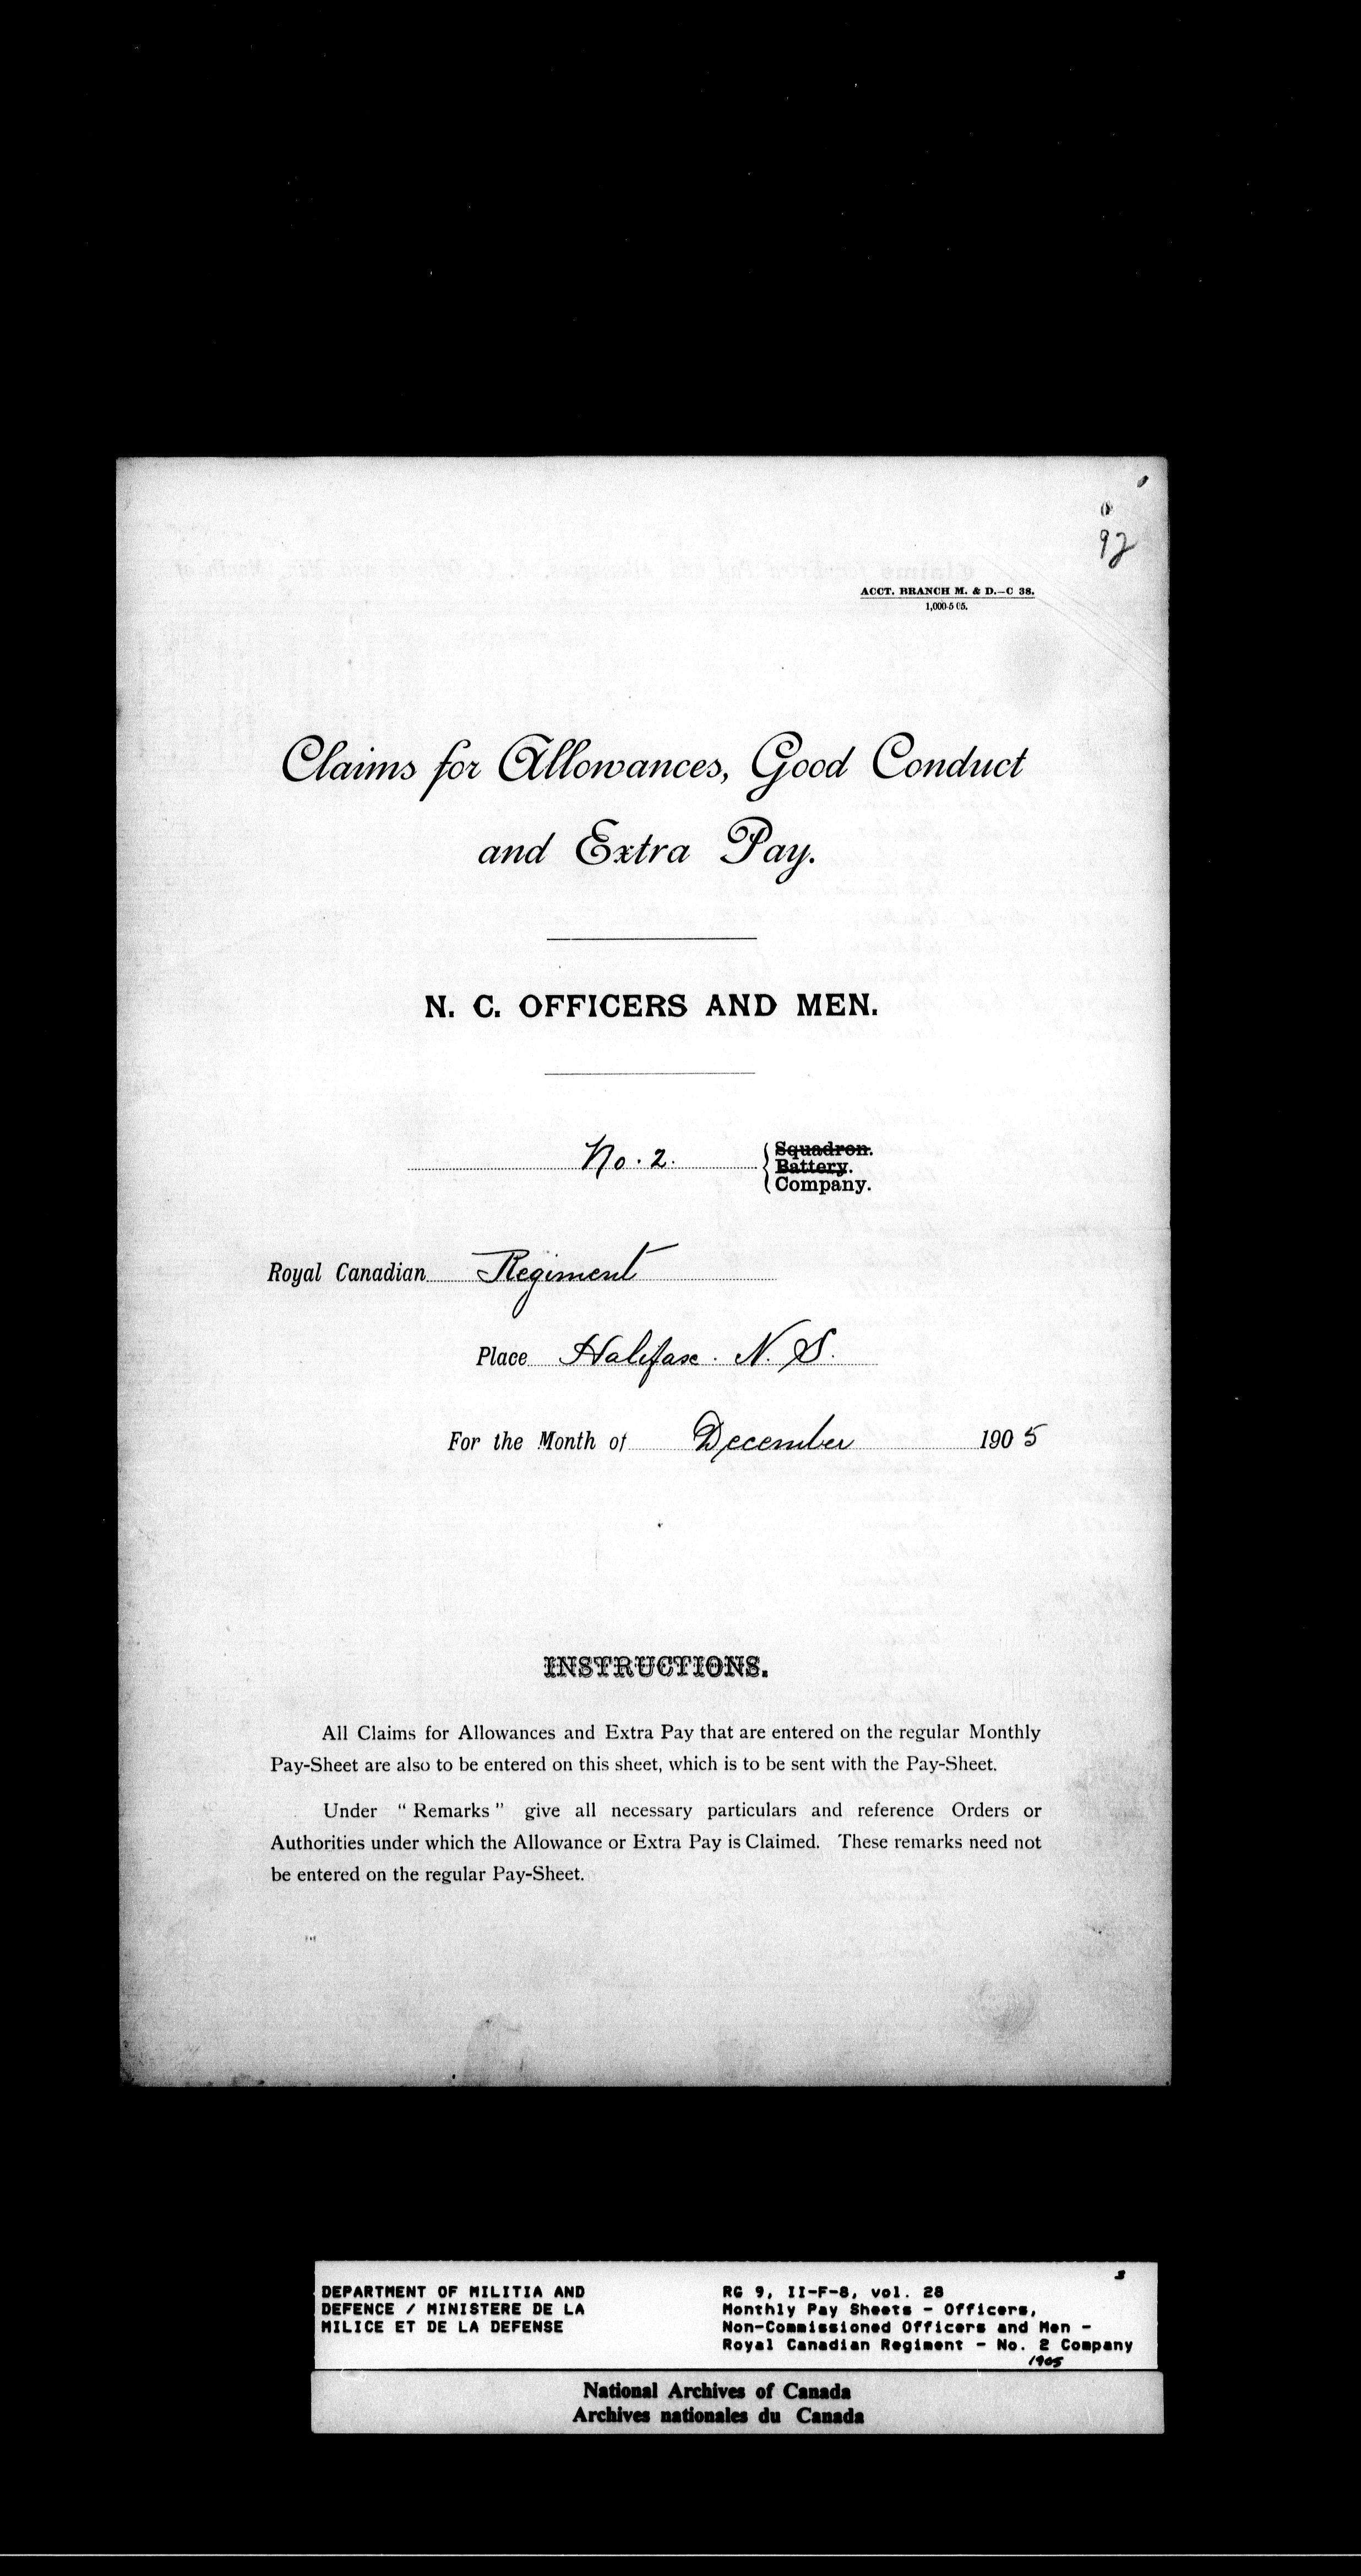 92
ACCT. BRANCH M. & D.—C 38.
1,000-5 05.
Claims for Allowances, Good Conduct
and Extra Pay.
N. C. OFFICERS AND MEN.
No. 2. { Squadron.
Battery.
Company.
Royal Canadian Regiment
Place Halifax. N. S.
For the Month of December 1905
INSTRUCTIONS.
All Claims for Allowances and Extra Pay that are entered on the regular Monthly
Pay-Sheet are also to be entered on this sheet, which is to be sent with the Pay-Sheet.
Under “ Remarks ” give all necessary particulars and reference Orders or
Authorities under which the Allowance or Extra Pay is Claimed. These remarks need not
be entered on the regular Pay-Sheet.
3
DEPARTMENT OF MILITIA AND
DEFENCE / MINISTERE DE LA
MILICE ET DE LA DEFENSE
RG 9, II-F-8, vol. 28
Monthly Pay Sheets - Officers,
Non-Commissioned Officers and Men -
Royal Canadian Regiment - No. 2 Company
1905
National Archives of Canada
Archives nationales du Canada